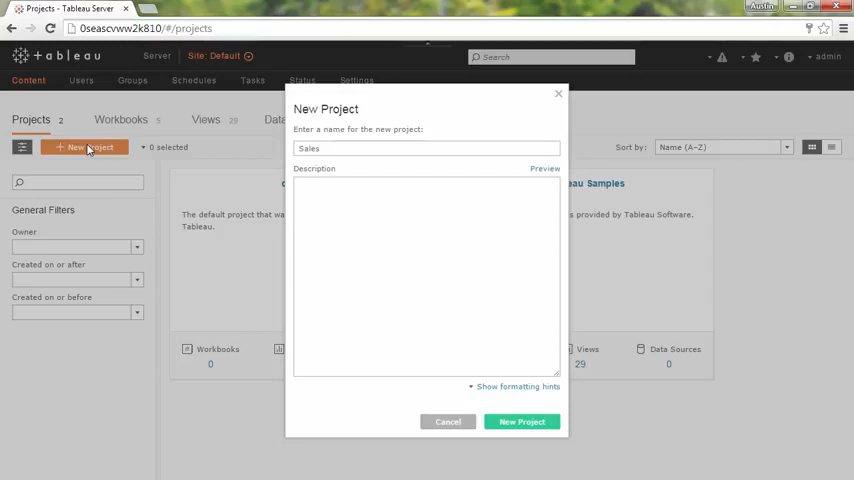 Projects - Tableau Server
Austin
0seascvww2k810/#/projects
tableau
Server
Site: Default
Search
admin
Content
Users
Groups
Schedules
Tasks
Status
Settings
Projects 2
Workbooks 5
Views 29
+ New Project
0 selected
Sort by:
Name (A–Z)
General Filters
Owner
Created on or after
Created on or before
The default project that wa
Tableau.
Workbooks
0
au Samples
s provided by Tableau Software.
Views
29
Data Sources
0
New Project
Enter a name for the new project:
Sales
Description
Preview
Show formatting hints
Cancel
New Project